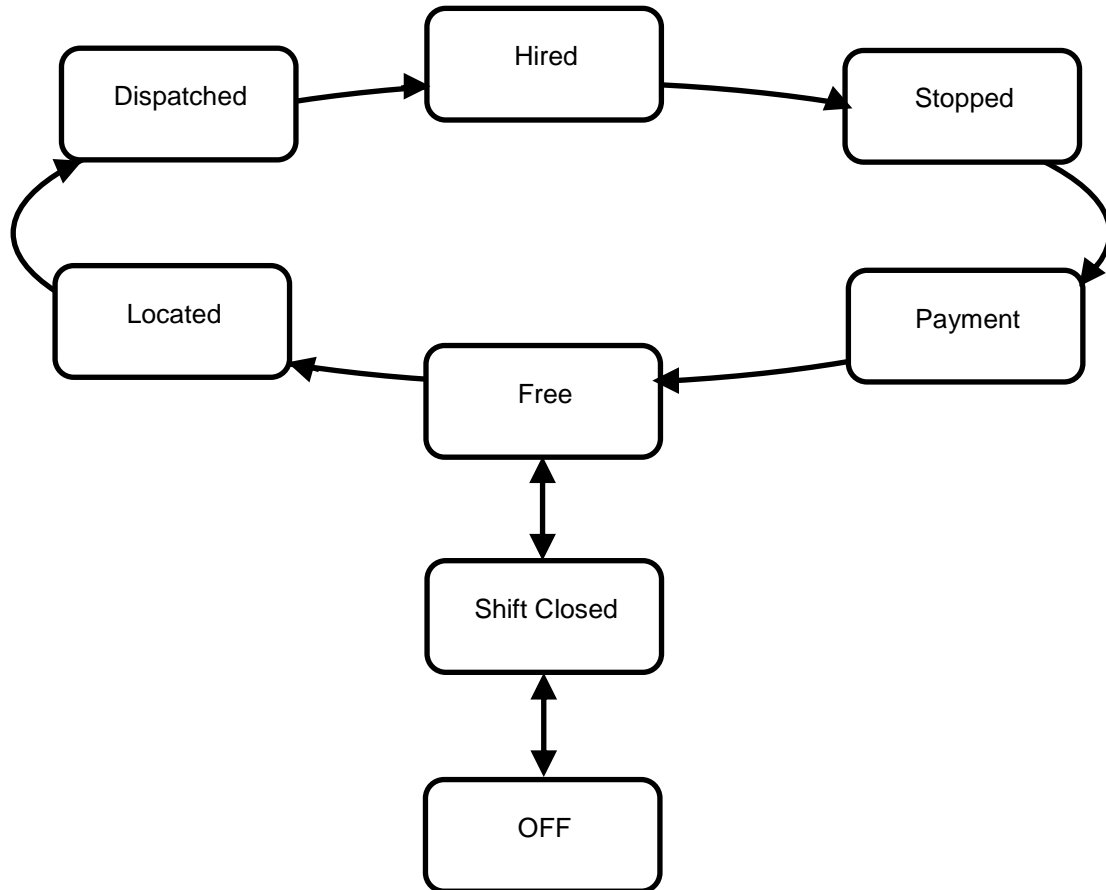 Hired
Dispatched
Stopped
Located
Payment
Free
Shift Closed
OFF